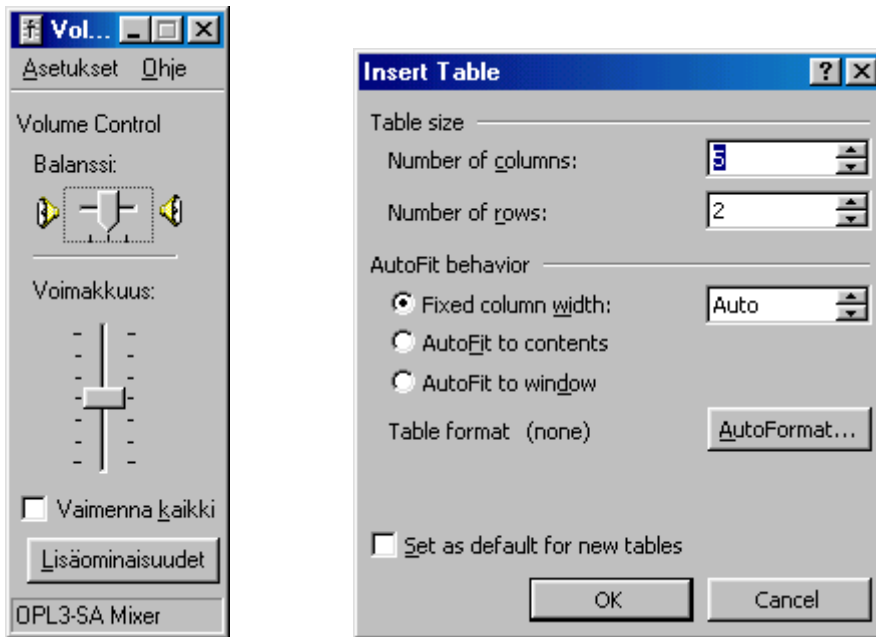 Vol...
Asetukset Ohje
Volume Control
Balanssi:
Voimakkuus:
Vaimenna kaikki
Lisäominaisuudet
OPL3-SA Mixer
Insert Table
Table size
Number of columns: 5
Number of rows: 2
AutoFit behavior
Fixed column width: Auto
AutoFit to contents
AutoFit to window
Table format (none) AutoFormat...
Set as default for new tables
OK Cancel